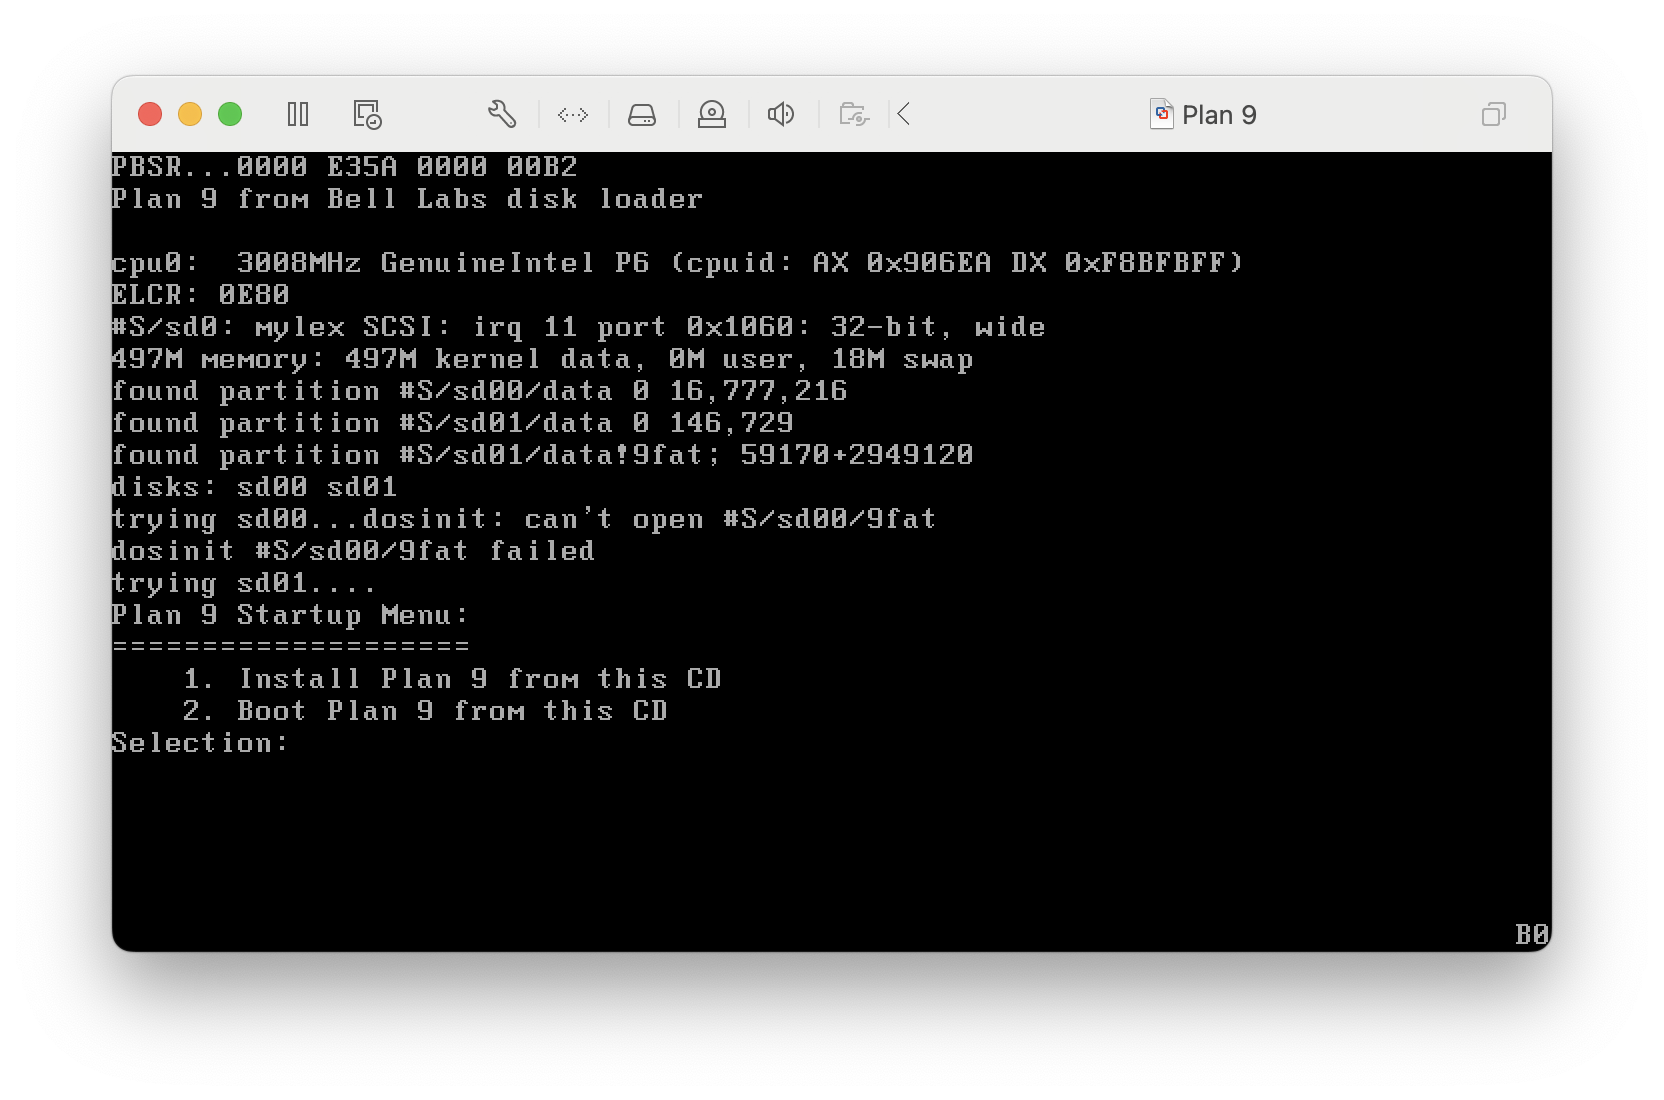 Plan 9
PBSR...0000 E35A 0000 00B2
Plan 9 from Bell Labs disk loader
cpu0:  3008MHz GenuineIntel P6 (cpuid: AX 0x906EA DX 0xF8BFBFF)
ELCR: 0E80
#S/sd0: mylex SCSI: irq 11 port 0x1060: 32-bit, wide
497M memory: 497M kernel data, 0M user, 18M swap
found partition #S/sd00/data 0 16,777,216
found partition #S/sd01/data 0 146,729
found partition #S/sd01/data!9fat; 59170+2949120
disks: sd00 sd01
trying sd00...dosinit: can't open #S/sd00/9fat
dosinit #S/sd00/9fat failed
trying sd01....
Plan 9 Startup Menu:
====================
    1. Install Plan 9 from this CD
    2. Boot Plan 9 from this CD
Selection:
B0